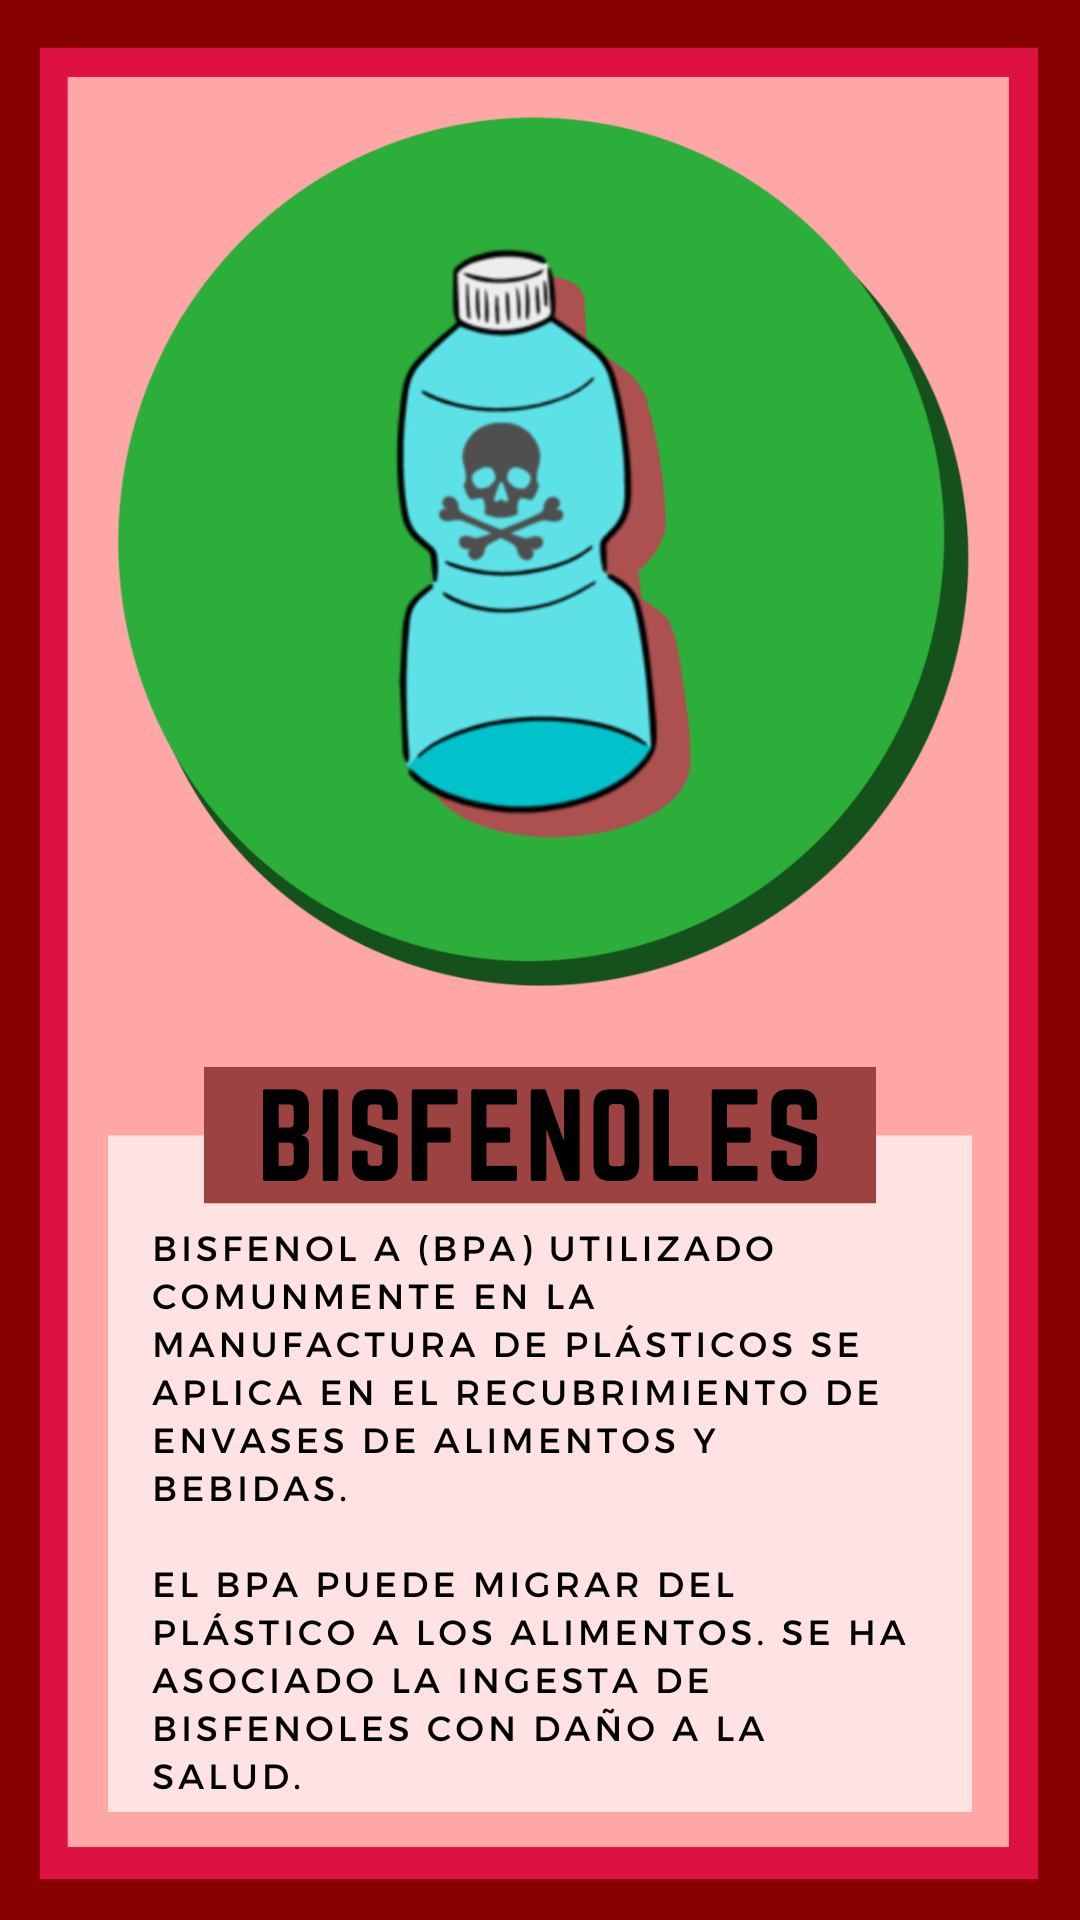 BISFENOLES
BISFENOL A (BPA) UTILIZADO
COMUNMENTE EN LA
MANUFACTURA DE PLÁSTICOS SE
APLICA EN EL RECUBRIMIENTO DE
ENVASES DE ALIMENTOS Y
BEBIDAS.
EL BPA PUEDE MIGRAR DEL
PLÁSTICO A LOS ALIMENTOS. SE HA
ASOCIADO LA INGESTA DE
BISFENOLES CON DAÑO A LA
SALUD.